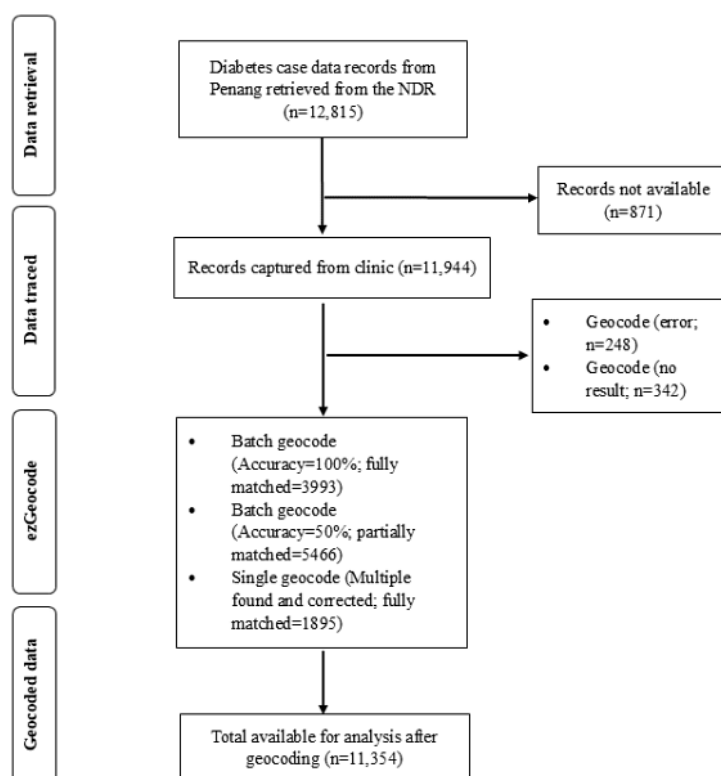 Data retrieval
Diabetes case data records from
Penang retrieved from the NDR
(n=12,815)
Records not available
(n=871)
Data traced
Records captured from clinic (n=11,944)
• Geocode (error;
n=248)
• Geocode (no
result; n=342)
ezGeocode
• Batch geocode
(Accuracy=100%; fully
matched=3993)
• Batch geocode
(Accuracy=50%; partially
matched=5466)
• Single geocode (Multiple
found and corrected; fully
matched=1895)
Geocoded data
Total available for analysis after
geocoding (n=11,354)